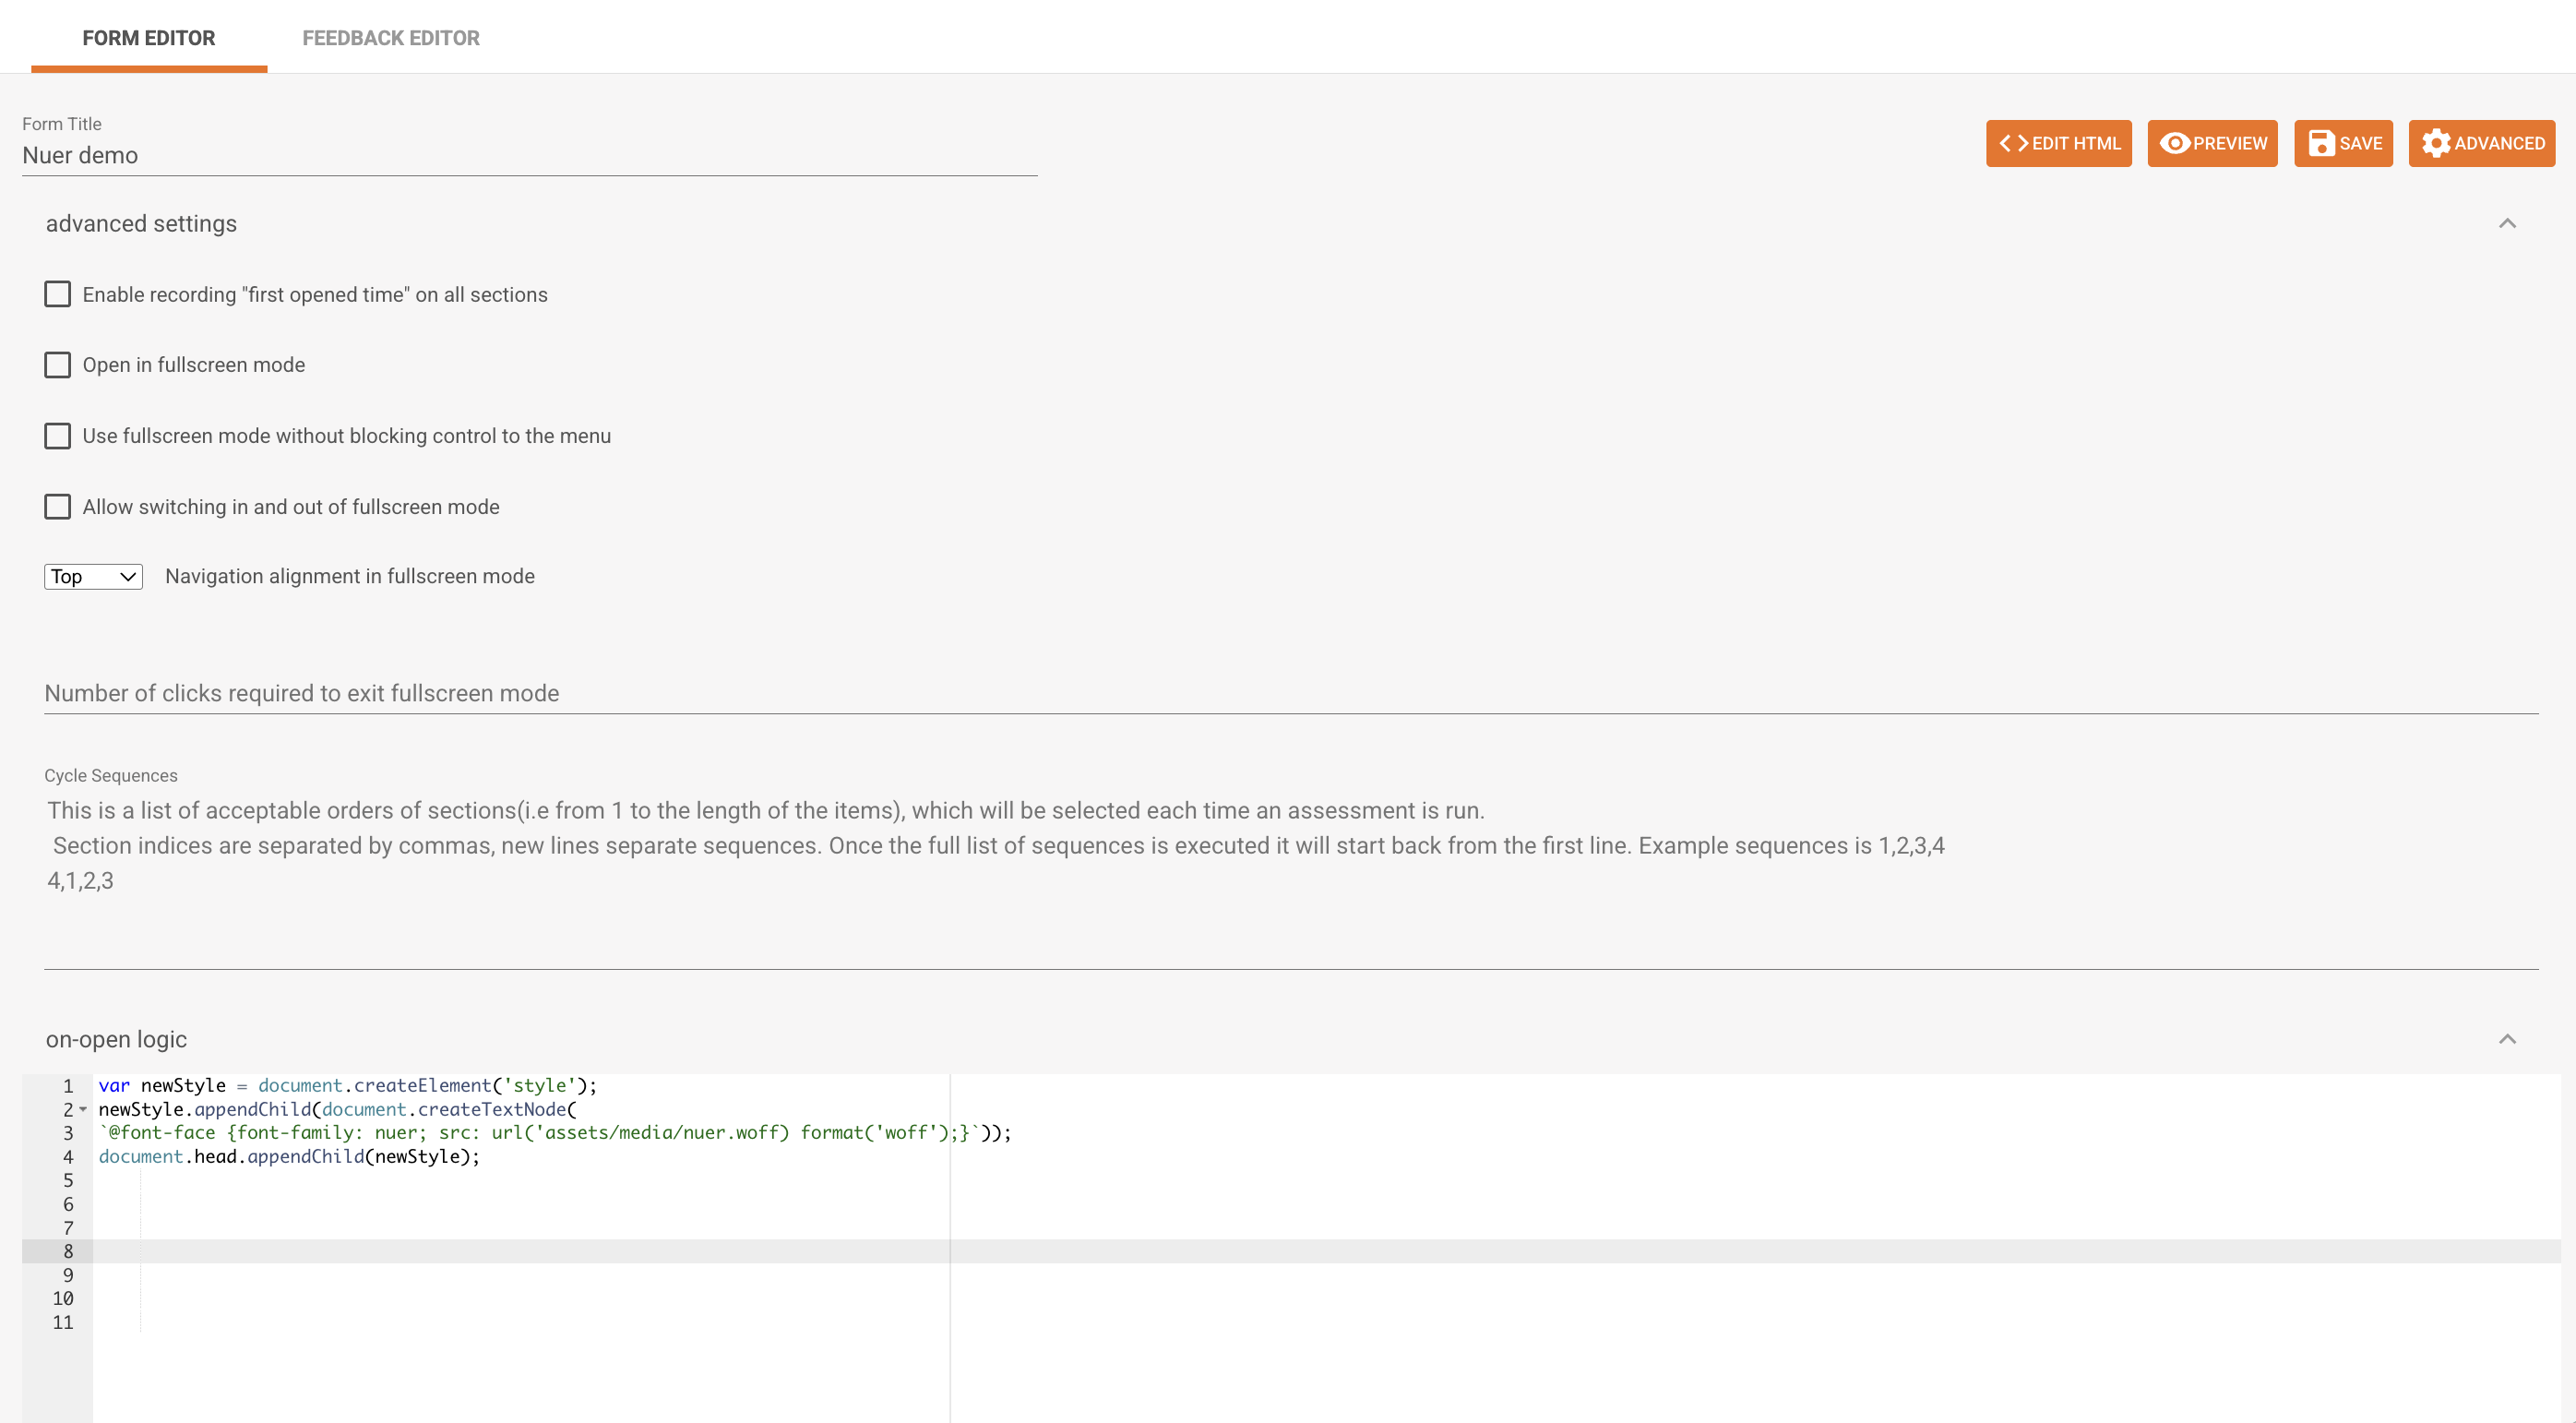 FORM EDITOR
FEEDBACK EDITOR
Form Title
Nuer demo
EDIT HTML
PREVIEW
SAVE
ADVANCED
advanced settings
Enable recording "first opened time" on all sections
Open in fullscreen mode
Use fullscreen mode without blocking control to the menu
Allow switching in and out of fullscreen mode
Top
Navigation alignment in fullscreen mode
Number of clicks required to exit fullscreen mode
Cycle Sequences
This is a list of acceptable orders of sections(i.e from 1 to the length of the items), which will be selected each time an assessment is run.
Section indices are separated by commas, new lines separate sequences. Once the full list of sequences is executed it will start back from the first line. Example sequences is 1,2,3,4
4,1,2,3
on-open logic
1 var newStyle = document.createElement('style');
2 newStyle.appendChild(document.createTextNode(
3 `@font-face {font-family: nuer; src: url('assets/media/nuer.woff) format('woff');}`));
4 document.head.appendChild(newStyle);
5
6
7
8
9
10
11